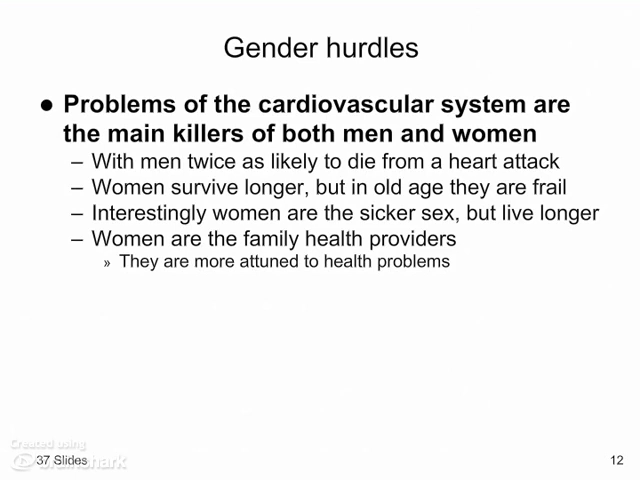 Gender hurdles
● Problems of the cardiovascular system are
the main killers of both men and women
– With men twice as likely to die from a heart attack
– Women survive longer, but in old age they are frail
– Interestingly women are the sicker sex, but live longer
– Women are the family health providers
» They are more attuned to health problems
Created using
brainshark
37 Slides
12